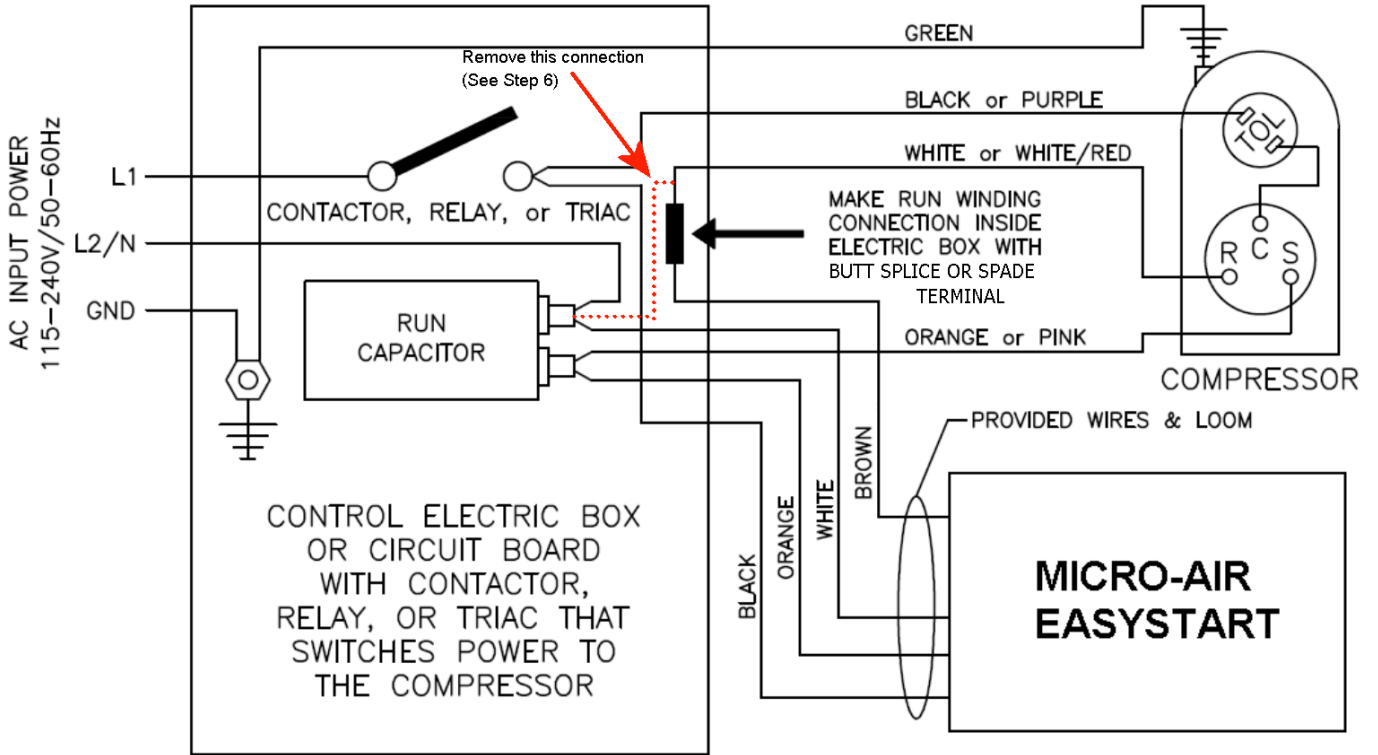 GREEN
Remove this connection
(See Step 6)
BLACK or PURPLE
TOL
WHITE or WHITE/RED
AC INPUT POWER
115-240V/50-60Hz
L1
CONTACTOR, RELAY, or TRIAC
MAKE RUN WINDING
CONNECTION INSIDE
ELECTRIC BOX WITH
BUTT SPLICE OR SPADE
TERMINAL
L2/N
R C S
GND
RUN
CAPACITOR
ORANGE or PINK
COMPRESSOR
PROVIDED WIRES & LOOM
BLACK
ORANGE
WHITE
BROWN
CONTROL ELECTRIC BOX
OR CIRCUIT BOARD
WITH CONTACTOR,
RELAY, OR TRIAC THAT
SWITCHES POWER TO
THE COMPRESSOR
MICRO-AIR
EASYSTART